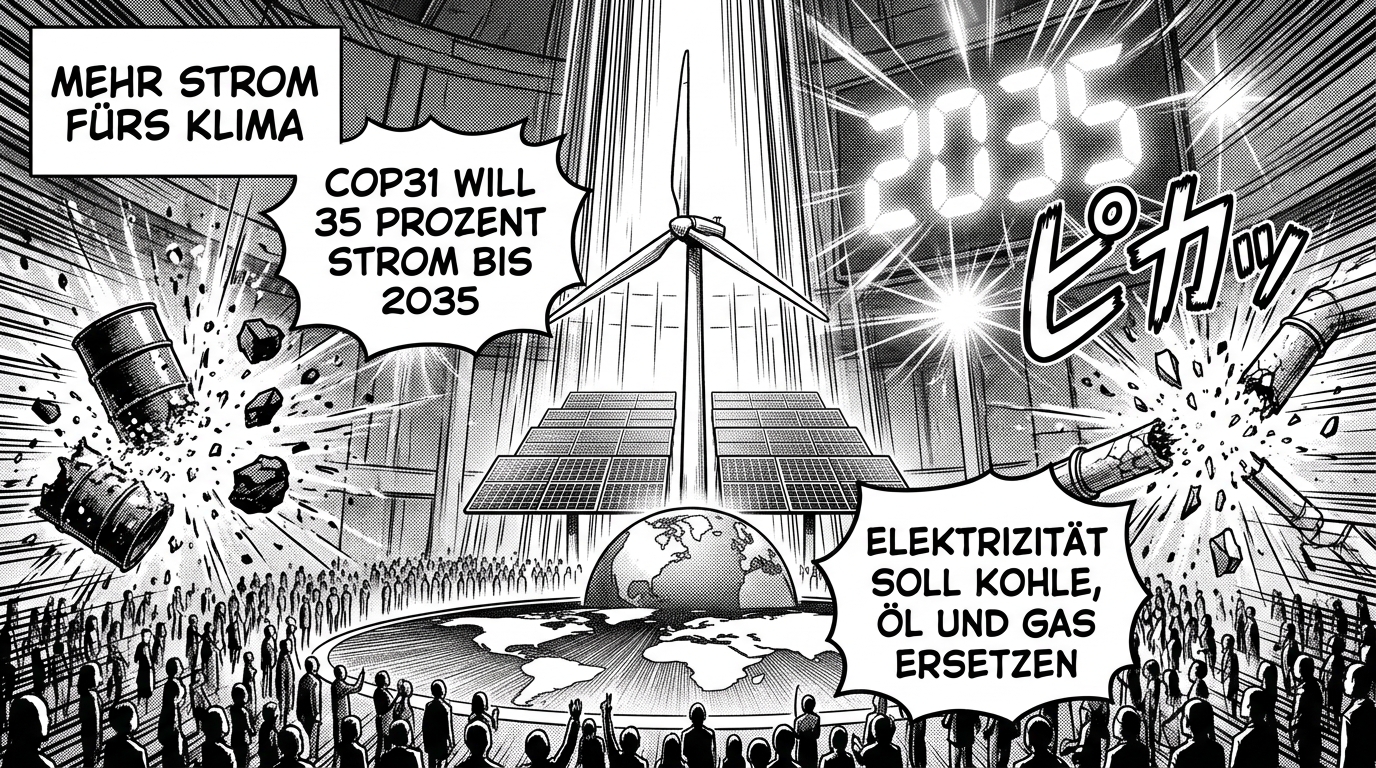 MEHR STROM
FÜRS KLIMA
COP31 WILL
35 PROZENT
STROM BIS
2035
2035
ピカッ
ELEKTRIZITÄT
SOLL KOHLE,
ÖL UND GAS
ERSETZEN